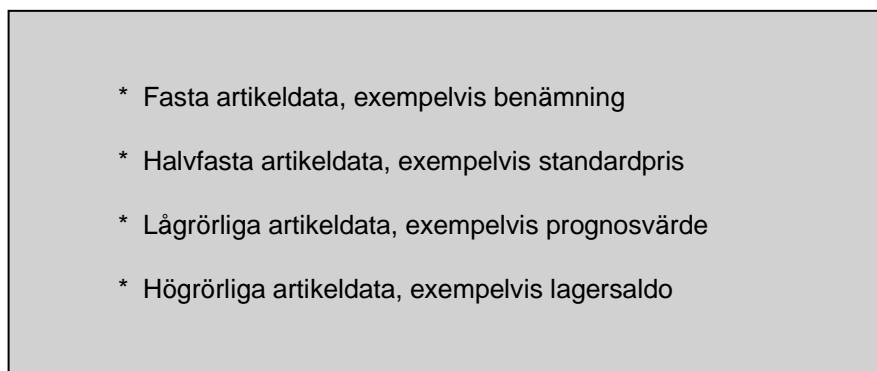 * Fasta artikeldata, exempelvis benämning
* Halvfasta artikeldata, exempelvis standardpris
* Lågrörliga artikeldata, exempelvis prognosvärde
* Högrörliga artikeldata, exempelvis lagersaldo